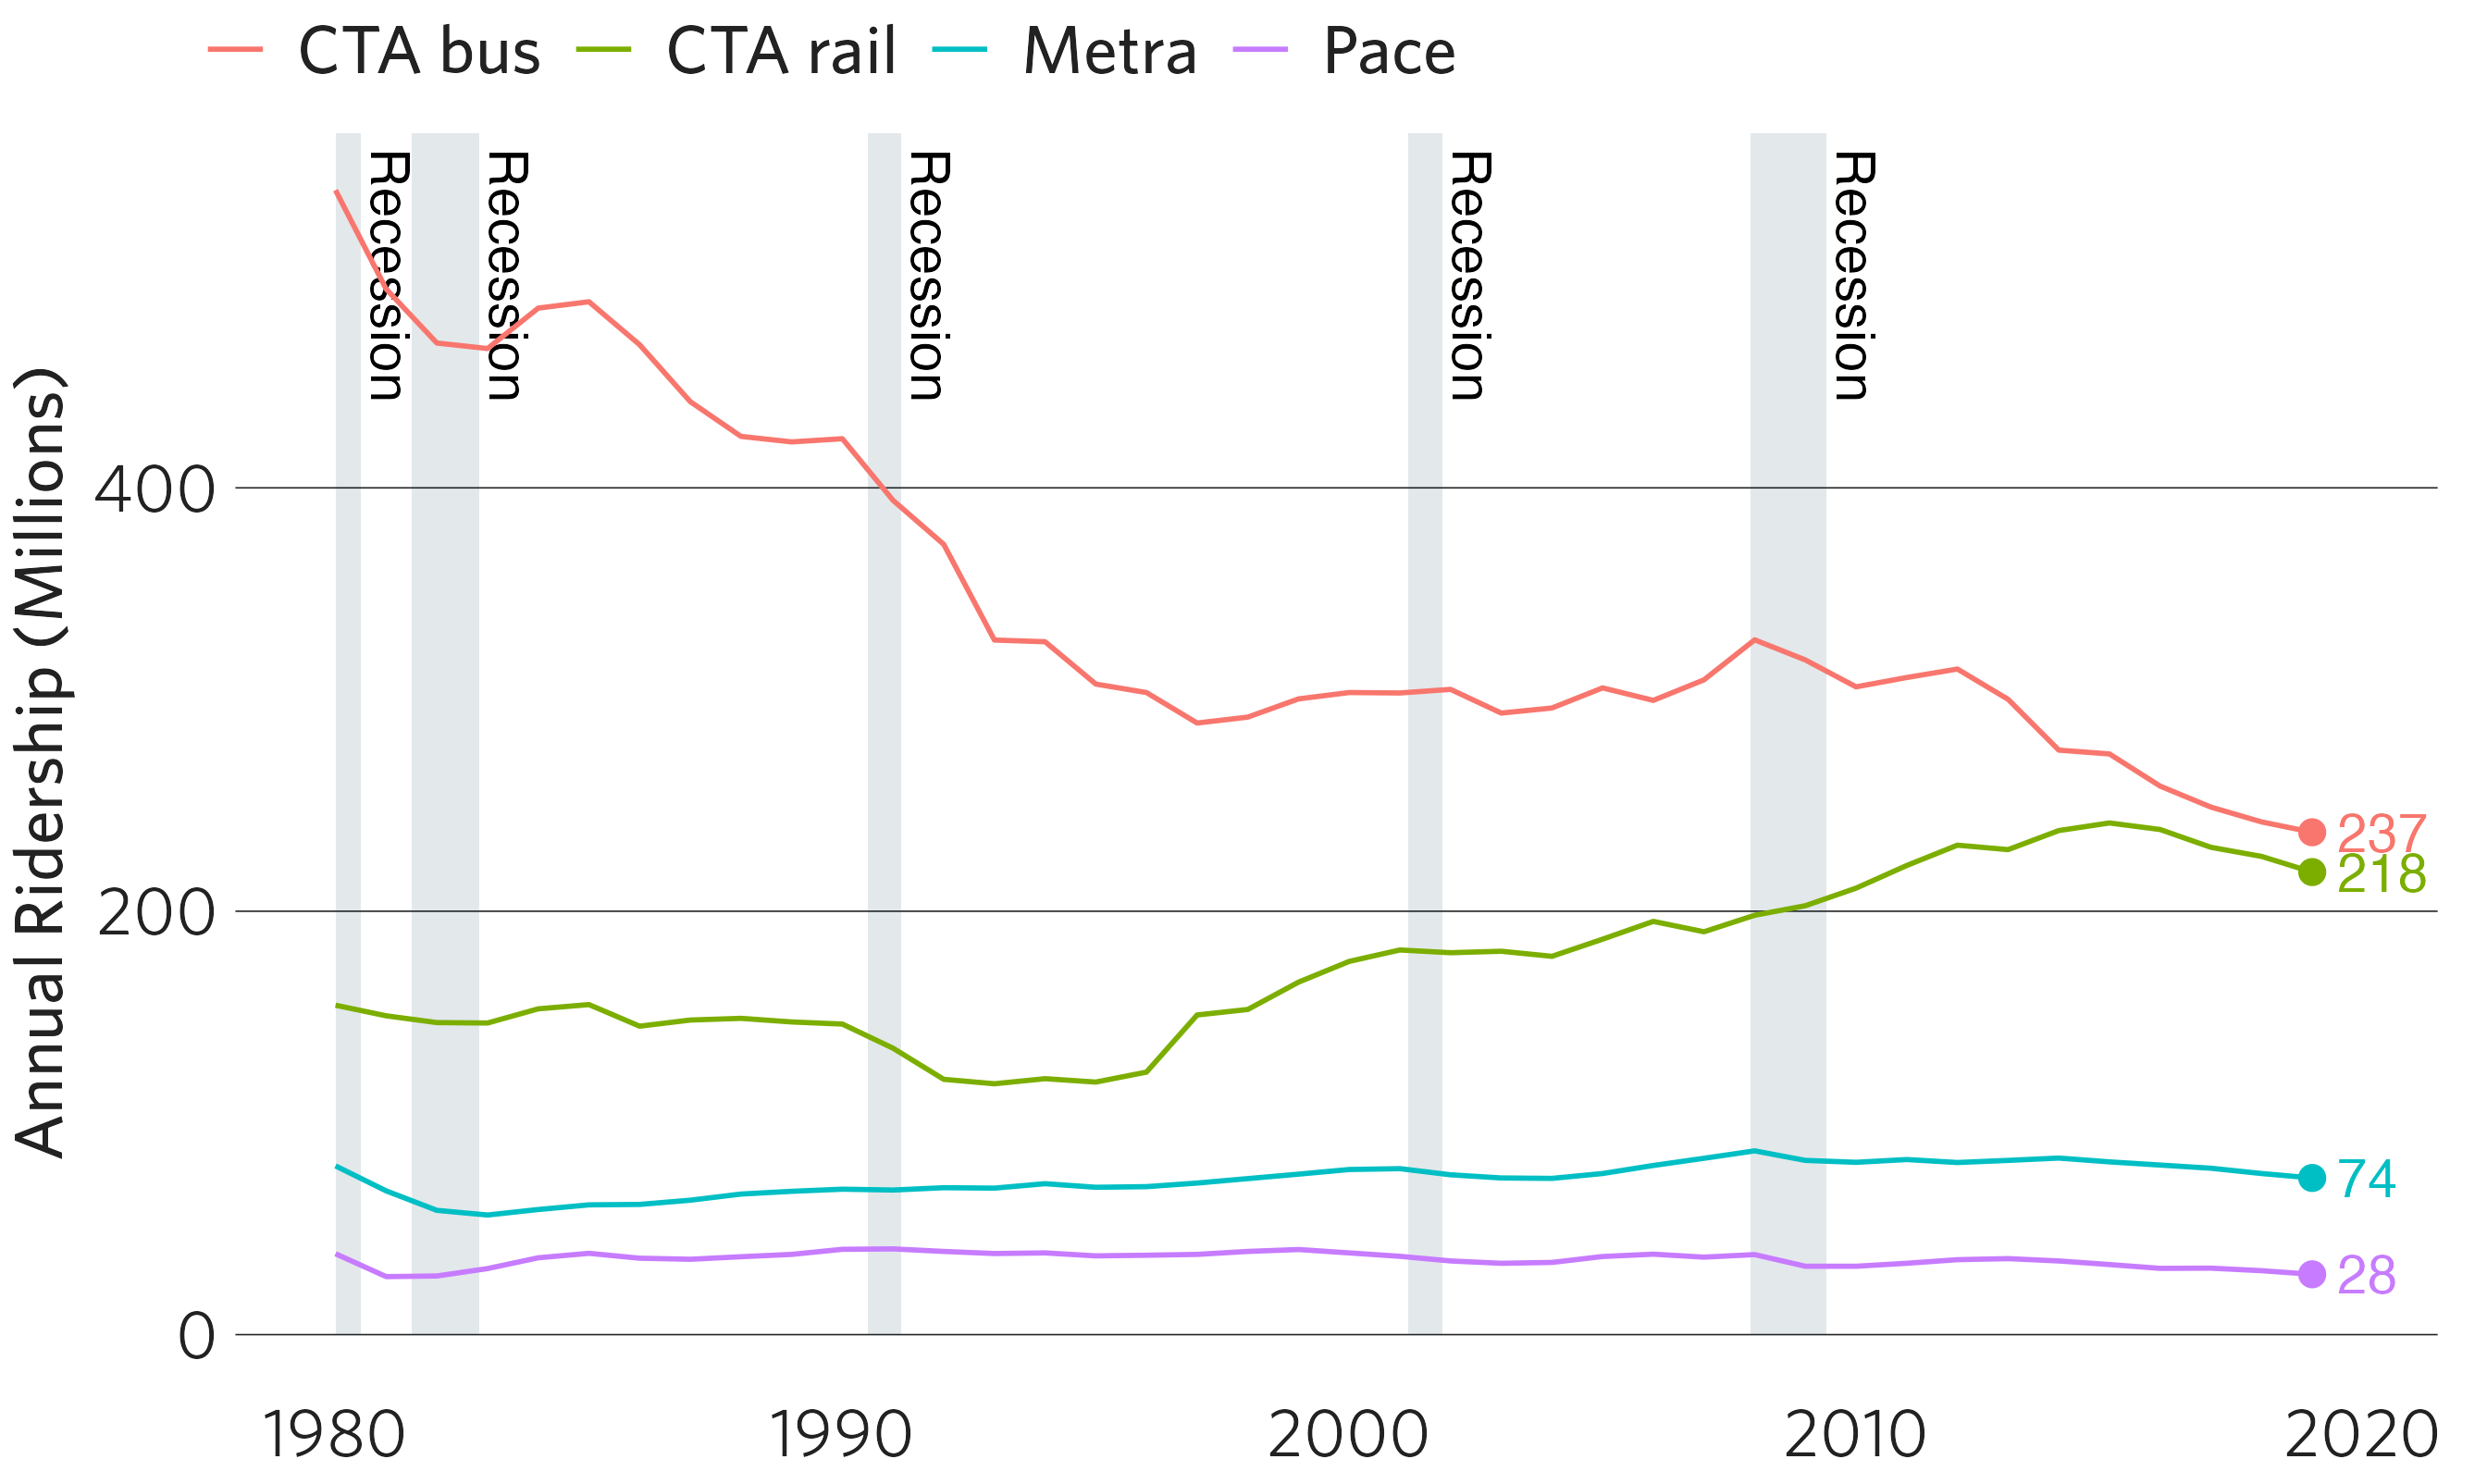 CTA bus CTA rail Metra Pace
Recession
Recession
Recession
Recession
Recession
Annual Ridership (Millions)
400
200
0
237
218
74
28
1980 1990 2000 2010 2020